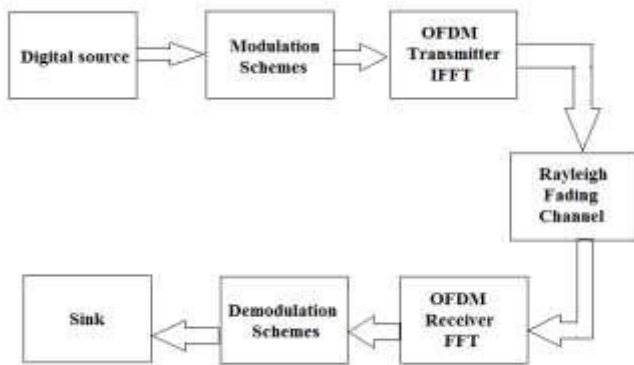 Digital source
Modulation
Schemes
OFDM
Transmitter
IFFT
Rayleigh
Fading
Channel
OFDM
Receiver
FFT
Demodulation
Schemes
Sink